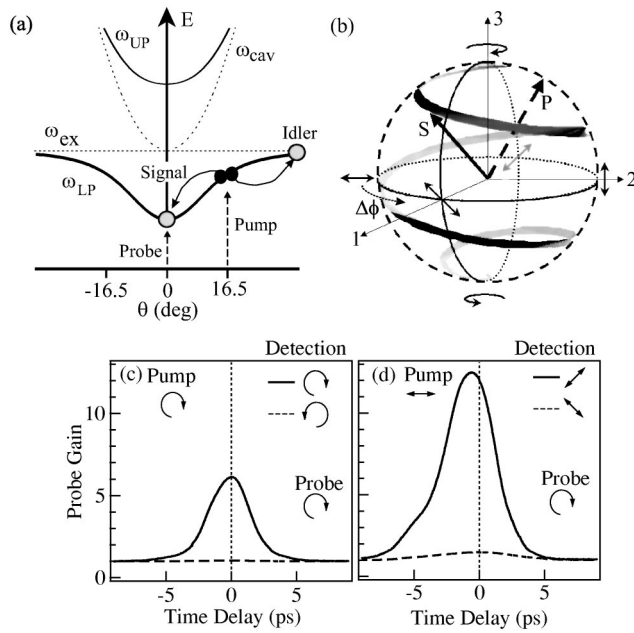 (a)
E
ω_UP
ω_cav
ω_ex
Idler
Signal
ω_LP
Pump
Probe
-16.5
0
16.5
θ (deg)
(b)
3
P
S
2
Δϕ
1
Detection
(c)
Pump
10
Probe
5
0
-5
0
5
Time Delay (ps)
Probe Gain
Detection
(d)
Pump
10
Probe
5
0
-5
0
5
Time Delay (ps)